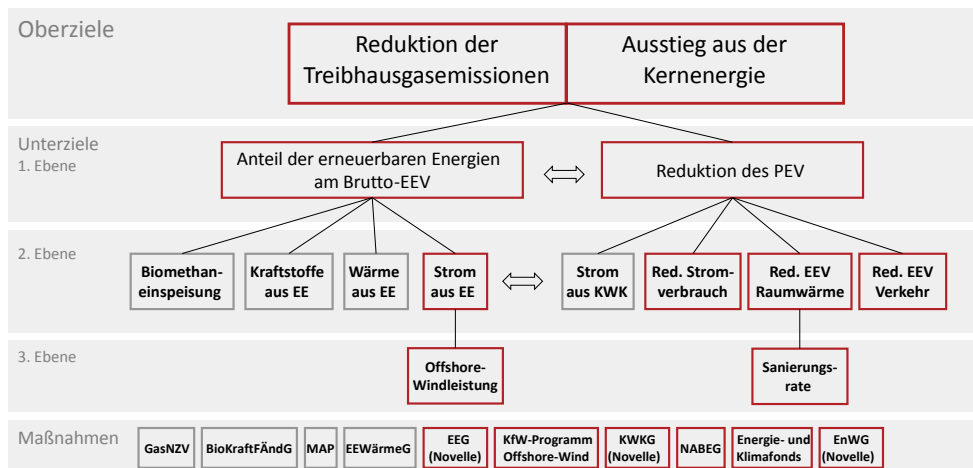 Oberziele
Reduktion der
Treibhausgasemissionen
Ausstieg aus der
Kernenergie
Unterziele
1. Ebene
Anteil der erneuerbaren Energien
am Brutto-EEV
Reduktion des PEV
2. Ebene
Biomethan-
einspeisung
Kraftstoffe
aus EE
Wärme
aus EE
Strom
aus EE
Strom
aus KWK
Red. Strom-
verbrauch
Red. EEV
Raumwärme
Red. EEV
Verkehr
3. Ebene
Offshore-
Windleistung
Sanierungs-
rate
Maßnahmen
GasNZV
BioKraftFÄndG
MAP
EEWärmeG
EEG
(Novelle)
KfW-Programm
Offshore-Wind
KWKG
(Novelle)
NABEG
Energie- und
Klimafonds
EnWG
(Novelle)